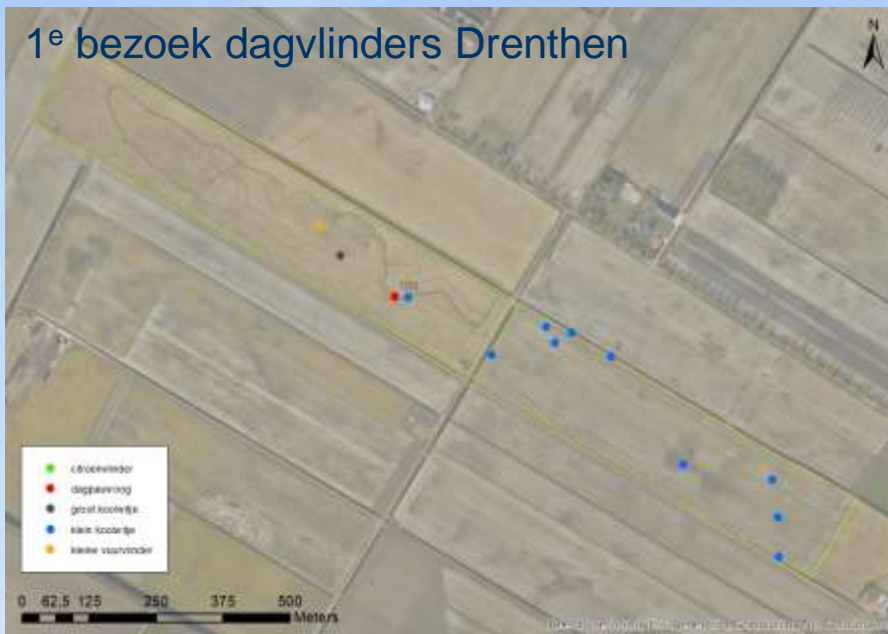 1e bezoek dagvlinders Drenthen
N
citroenvlinder
dagpauwoog
groot koolwitje
klein koolwitje
kleine vuurvlinder
0 62,5 125 250 375 500
Meters